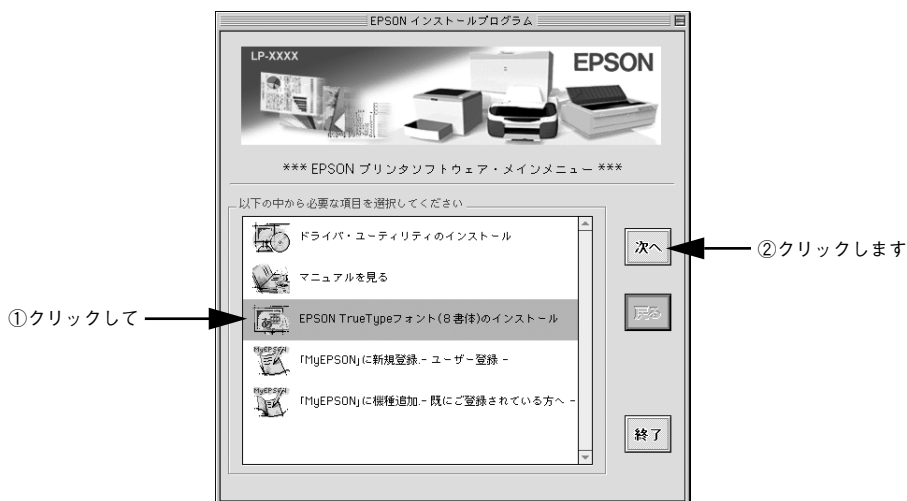 EPSON インストールプログラム
LP-XXXX
EPSON
*** EPSON プリンタソフトウェア・メインメニュー ***
以下の中から必要な項目を選択してください
ドライバ・ユーティリティのインストール
マニュアルを見る
EPSON TrueTypeフォント(8書体)のインストール
MyEPSON
「MyEPSON」に新規登録.- ユーザー登録 -
MyEPSON
「MyEPSON」に機種追加.- 既にご登録されている方へ -
次へ
戻る
終了
①クリックして
②クリックします